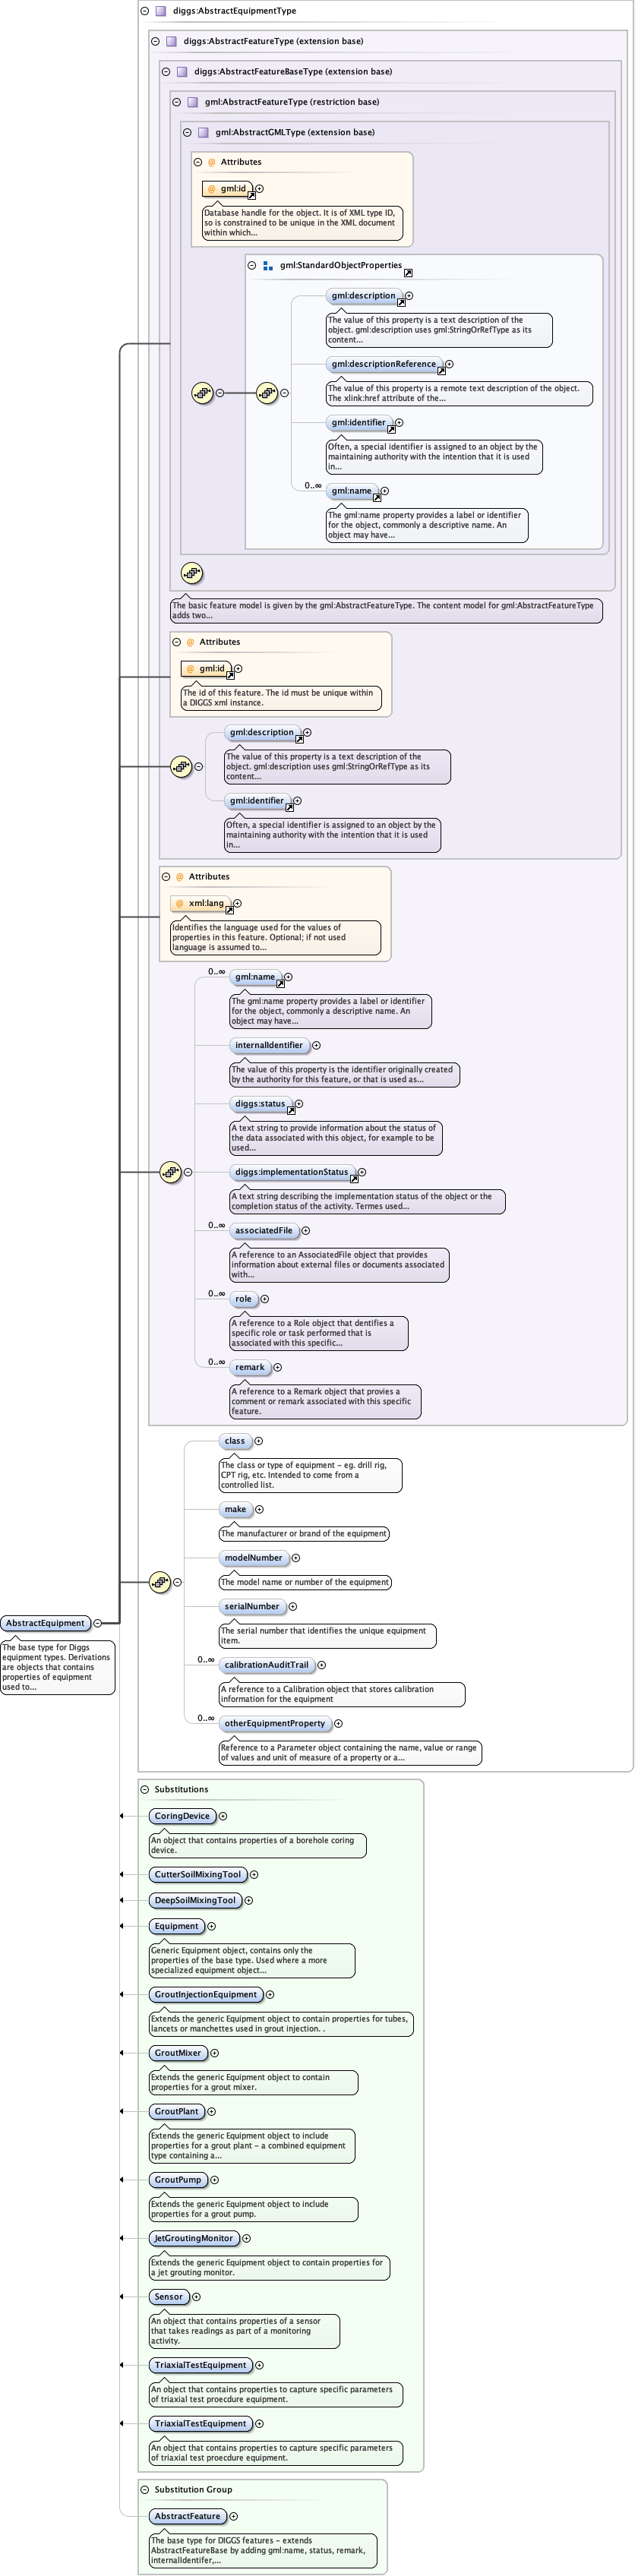 diggs:AbstractEquipmentType
diggs:AbstractFeatureType (extension base)
diggs:AbstractFeatureBaseType (extension base)
gml:AbstractFeatureType (restriction base)
gml:AbstractGMLType (extension base)
@ Attributes
@ gml:id
Database handle for the object. It is of XML type ID,
so is constrained to be unique in the XML document
within which...
gml:StandardObjectProperties
gml:description
The value of this property is a text description of the
object. gml:description uses gml:StringOrRefType as its
content...
gml:descriptionReference
The value of this property is a remote text description of the object.
The xlink:href attribute of the...
gml:identifier
Often, a special identifier is assigned to an object by the
maintaining authority with the intention that it is used
in...
0..∞
gml:name
The gml:name property provides a label or identifier
for the object, commonly a descriptive name. An
object may have...
The basic feature model is given by the gml:AbstractFeatureType. The content model for gml:AbstractFeatureType
adds two...
@ Attributes
@ gml:id
The id of this feature. The id must be unique within
a DIGGS xml instance.
gml:description
The value of this property is a text description of the
object. gml:description uses gml:StringOrRefType as its
content...
gml:identifier
Often, a special identifier is assigned to an object by the
maintaining authority with the intention that it is used
in...
@ Attributes
@ xml:lang
Identifies the language used for the values of
properties in this feature. Optional; if not used
language is assumed to...
0..∞
gml:name
The gml:name property provides a label or identifier
for the object, commonly a descriptive name. An
object may have...
internalIdentifier
The value of this property is the identifier originally created
by the authority for this feature, or that is used as...
diggs:status
A text string to provide information about the status of
the data associated with this object, for example to be
used...
diggs:implementationStatus
A text string describing the implementation status of the object or the
completion status of the activity. Termes used...
0..∞
associatedFile
A reference to an AssociatedFile object that provides
information about external files or documents associated
with...
0..∞
role
A reference to a Role object that dentifies a
specific role or task performed that is
associated with this specific...
0..∞
remark
A reference to a Remark object that provies a
comment or remark associated with this specific
feature.
class
The class or type of equipment - eg. drill rig,
CPT rig, etc. Intended to come from a
controlled list.
make
The manufacturer or brand of the equipment
modelNumber
The model name or number of the equipment
serialNumber
The serial number that identifies the unique equipment
item.
0..∞
calibrationAuditTrail
A reference to a Calibration object that stores calibration
information for the equipment
0..∞
otherEquipmentProperty
Reference to a Parameter object containing the name, value or range
of values and unit of measure of a property or a...
AbstractEquipment
The base type for Diggs
equipment types. Derivations
are objects that contains
properties of equipment
used to...
Substitutions
CoringDevice
An object that contains properties of a borehole coring
device.
CutterSoilMixingTool
DeepSoilMixingTool
Equipment
Generic Equipment object, contains only the
properties of the base type. Used where a more
specialized equipment object...
GroutInjectionEquipment
Extends the generic Equipment object to contain properties for tubes,
lancets or manchettes used in grout injection. .
GroutMixer
Extends the generic Equipment object to contain
properties for a grout mixer.
GroutPlant
Extends the generic Equipment object to include
properties for a grout plant - a combined equipment
type containing a...
GroutPump
Extends the generic Equipment object to include
properties for a grout pump.
JetGroutingMonitor
Extends the generic Equipment object to contain properties for
a jet grouting monitor.
Sensor
An object that contains properties of a sensor
that takes readings as part of a monitoring
activity.
TriaxialTestEquipment
An object that contains properties to capture specific parameters
of triaxial test proecdure equipment.
TriaxialTestEquipment
An object that contains properties to capture specific parameters
of triaxial test proecdure equipment.
Substitution Group
AbstractFeature
The base type for DIGGS features - extends
AbstractFeatureBase by adding gml:name, status, remark,
internalIdentifer,...